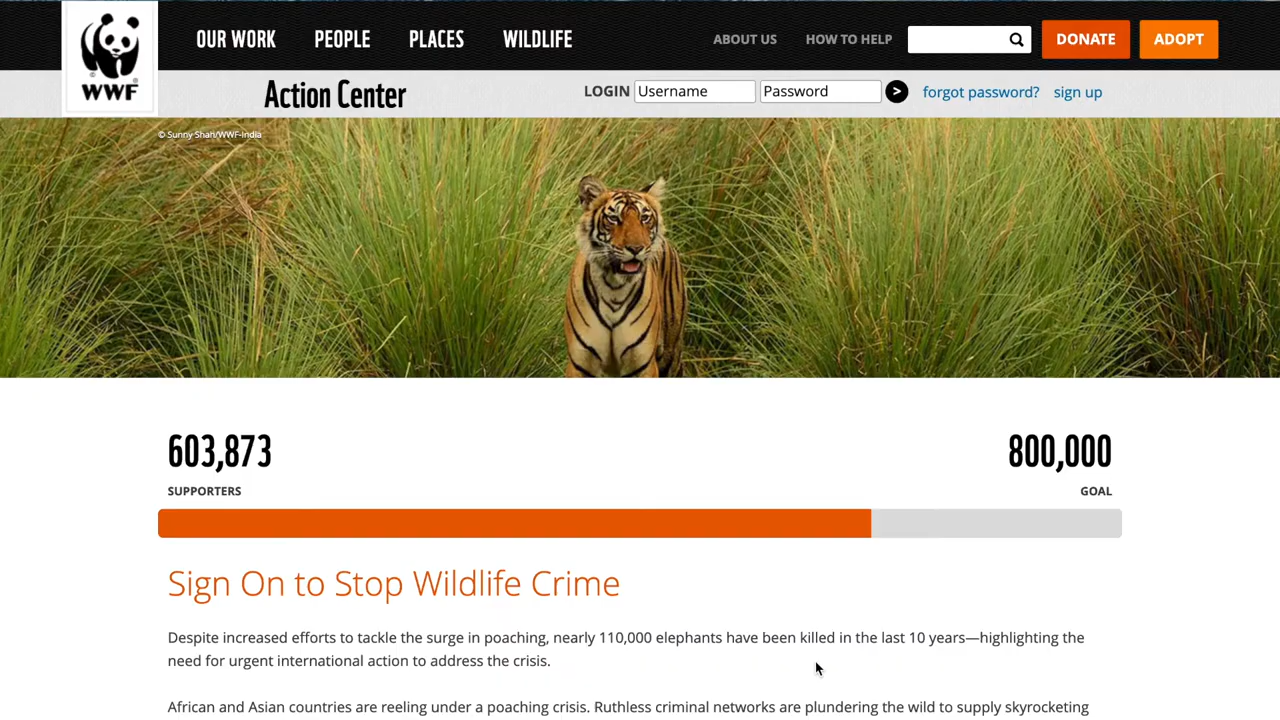 OUR WORK PEOPLE PLACES WILDLIFE ABOUT US HOW TO HELP DONATE ADOPT
WWF
Action Center LOGIN Username Password > forgot password? sign up
© Sunny Shah/WWF-India
603,873 800,000
SUPPORTERS GOAL
Sign On to Stop Wildlife Crime
Despite increased efforts to tackle the surge in poaching, nearly 110,000 elephants have been killed in the last 10 years—highlighting the
need for urgent international action to address the crisis.
African and Asian countries are reeling under a poaching crisis. Ruthless criminal networks are plundering the wild to supply skyrocketing